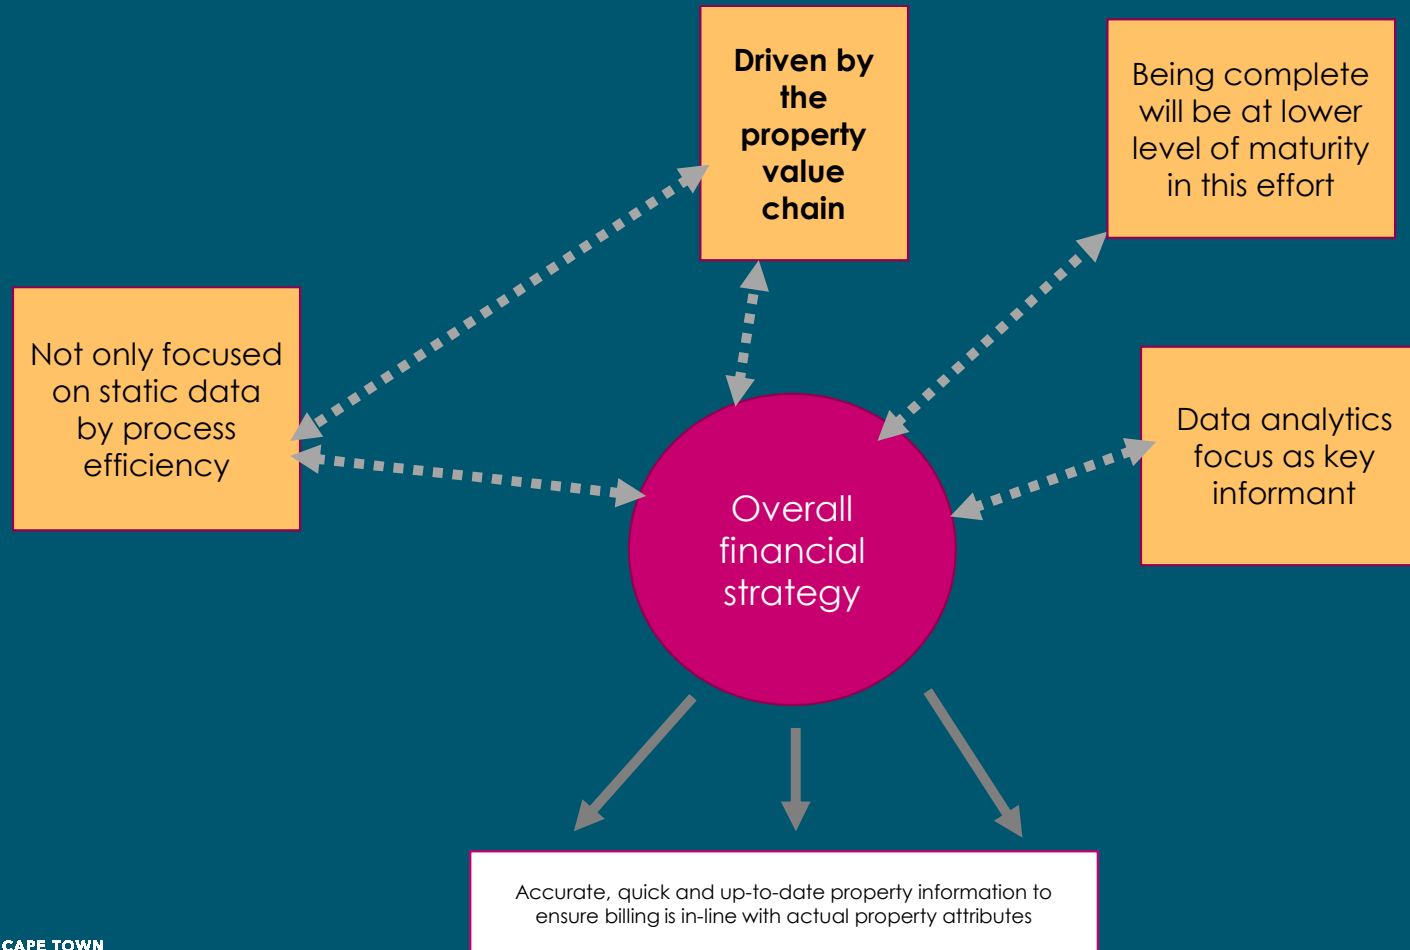 Driven by
the
property
value
chain
Being complete
will be at lower
level of maturity
in this effort
Not only focused
on static data
by process
efficiency
Data analytics
focus as key
informant
Overall
financial
strategy
Accurate, quick and up-to-date property information to
ensure billing is in-line with actual property attributes
CAPE TOWN